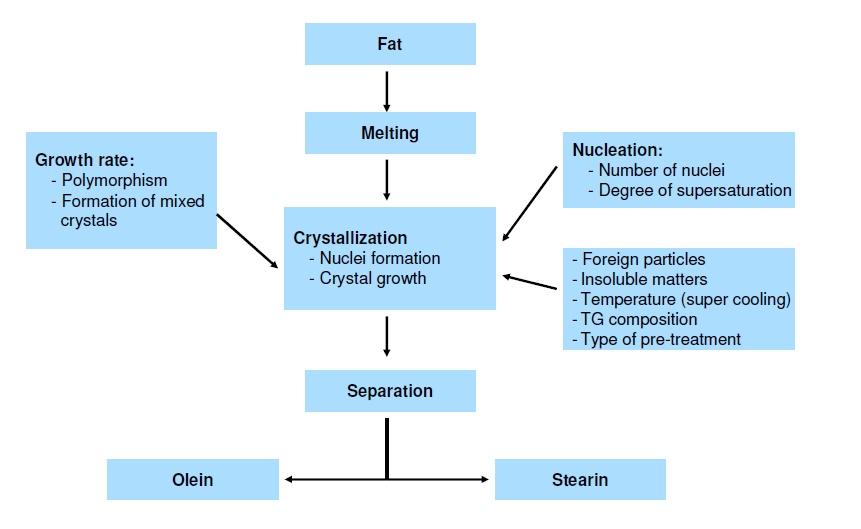 Fat
Melting
Growth rate:
- Polymorphism
- Formation of mixed
crystals
Nucleation:
- Number of nuclei
- Degree of supersaturation
Crystallization
- Nuclei formation
- Crystal growth
- Foreign particles
- Insoluble matters
- Temperature (super cooling)
- TG composition
- Type of pre-treatment
Separation
Olein
Stearin